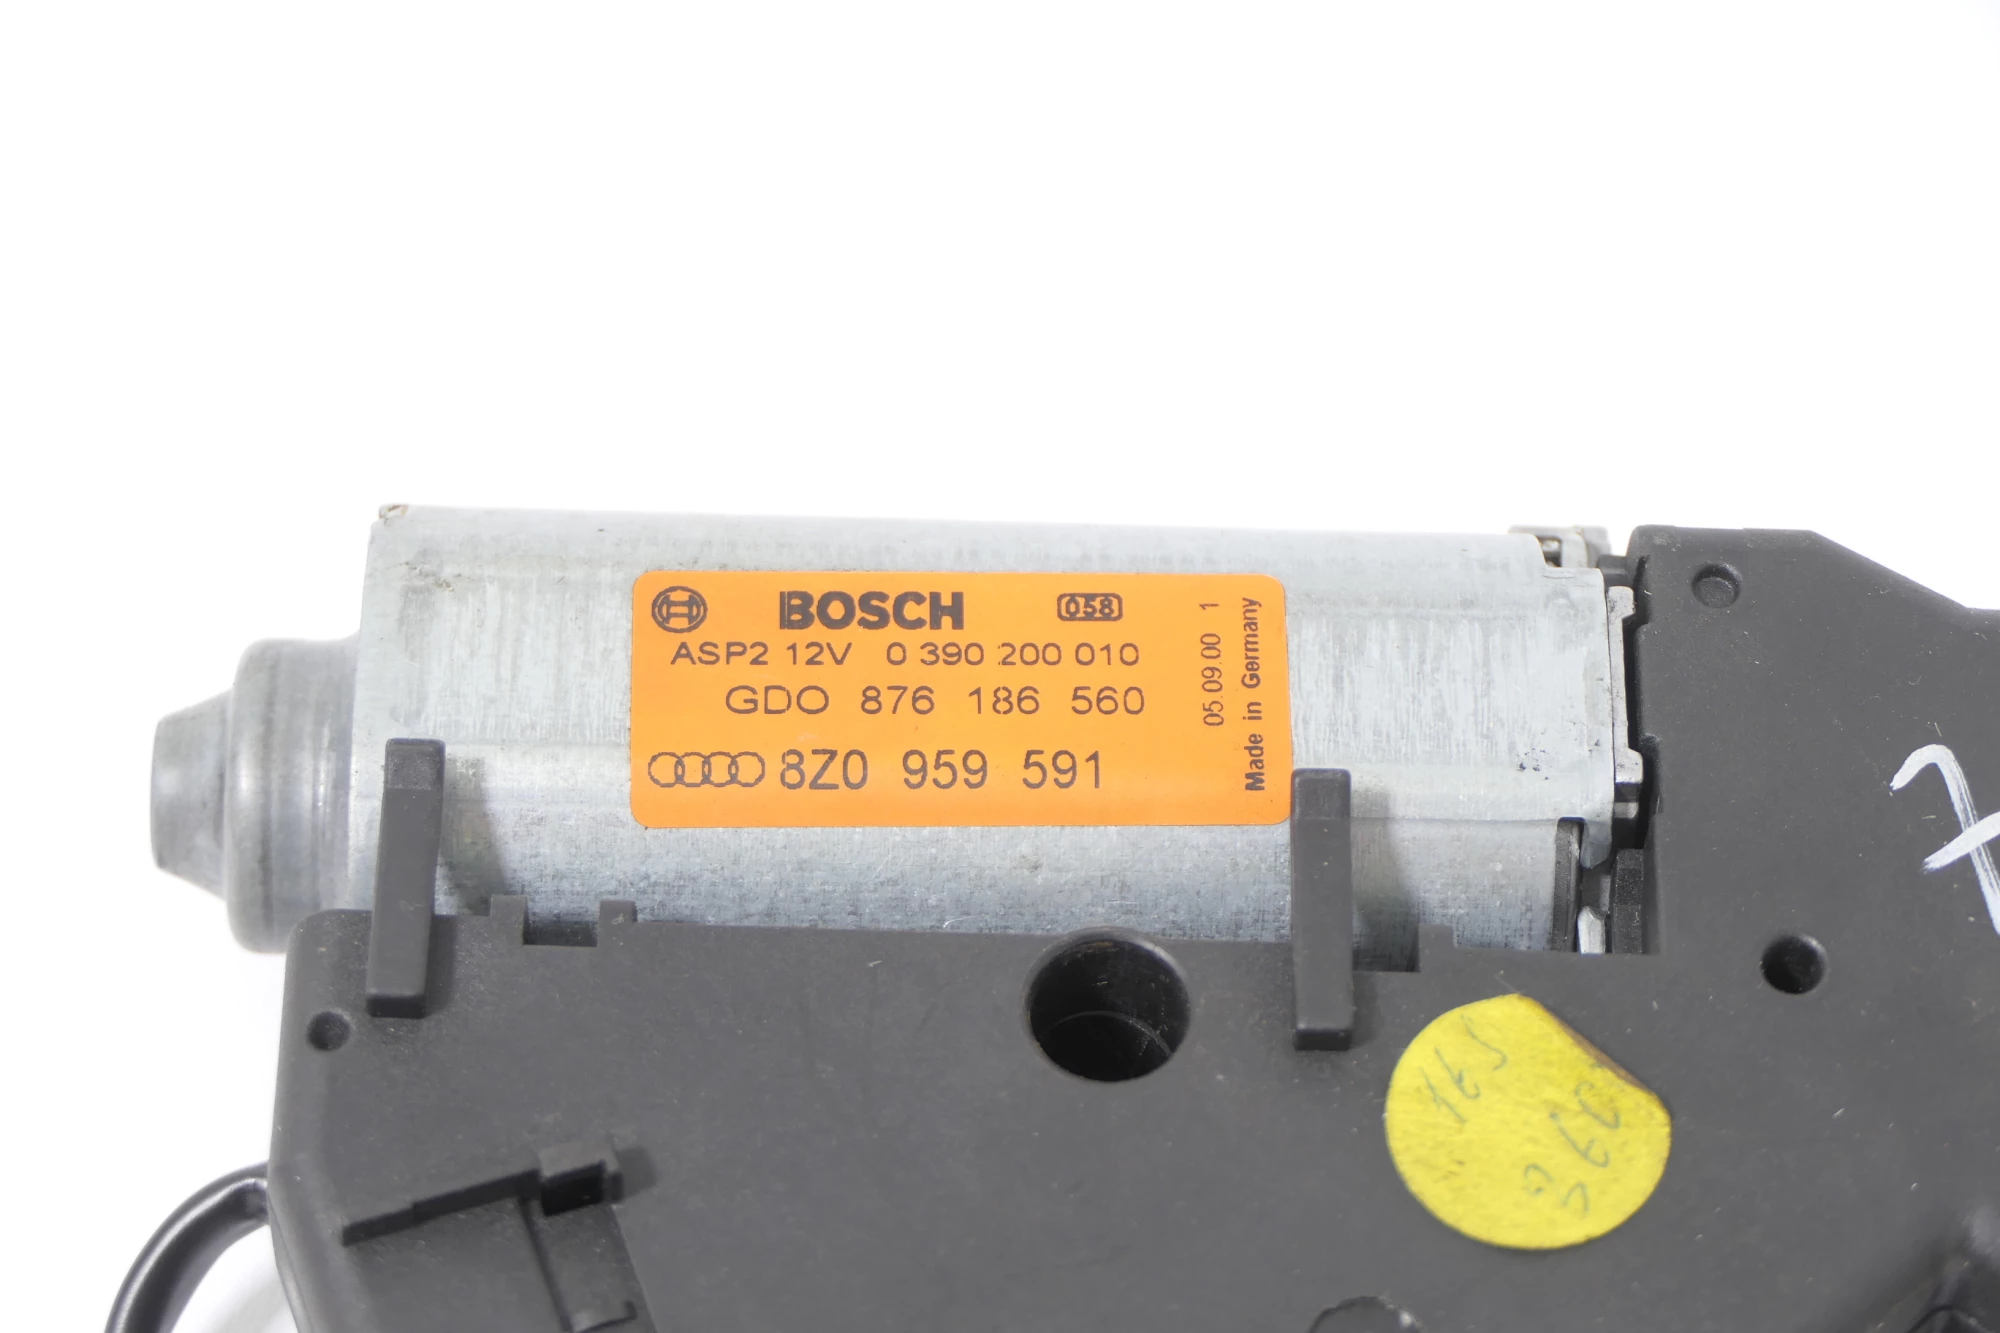 BOSCH 058
ASP2 12V 0 390 200 010
GDO 876 186 560
8Z0 959 591
05.09.00 1
Made in Germany